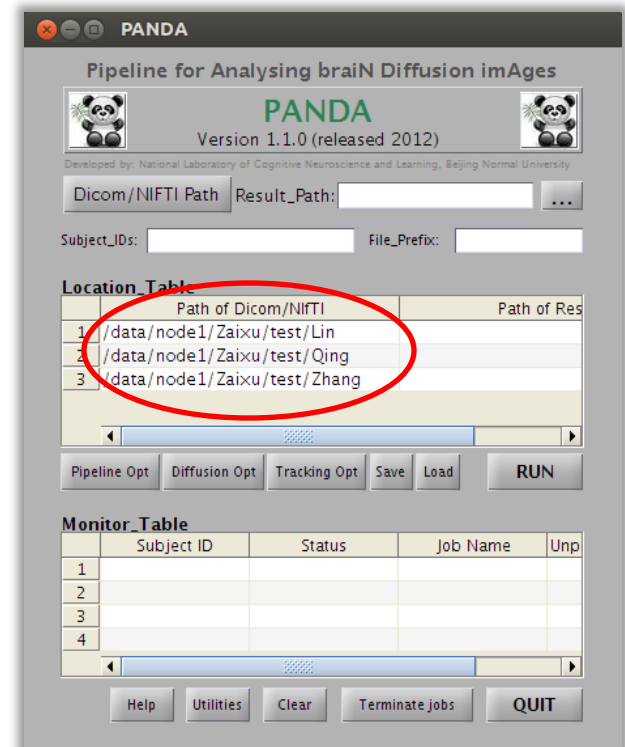 PANDA
Pipeline for Analysing braiN Diffusion imAges
PANDA
Version 1.1.0 (released 2012)
Developed by: National Laboratory of Cognitive Neuroscience and Learning, Beijing Normal University
Dicom/NIFTI Path Result_Path: ...
Subject_IDs: File_Prefix:
Location_Table
Path of Dicom/NIfTI Path of Res
1 /data/node1/Zaixu/test/Lin
2 /data/node1/Zaixu/test/Qing
3 /data/node1/Zaixu/test/Zhang
Pipeline Opt Diffusion Opt Tracking Opt Save Load RUN
Monitor_Table
Subject ID Status Job Name Unp
1
2
3
4
Help Utilities Clear Terminate jobs QUIT